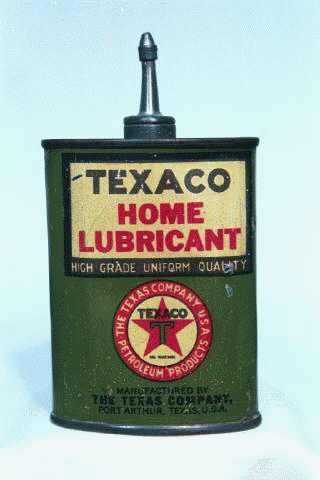 TEXACO
HOME
LUBRICANT
HIGH GRADE UNIFORM QUALITY
THE TEXAS COMPANY U.S.A.
TEXACO
T
PETROLEUM PRODUCTS
MANUFACTURED BY
THE TEXAS COMPANY,
PORT ARTHUR, TEXAS, U.S.A.